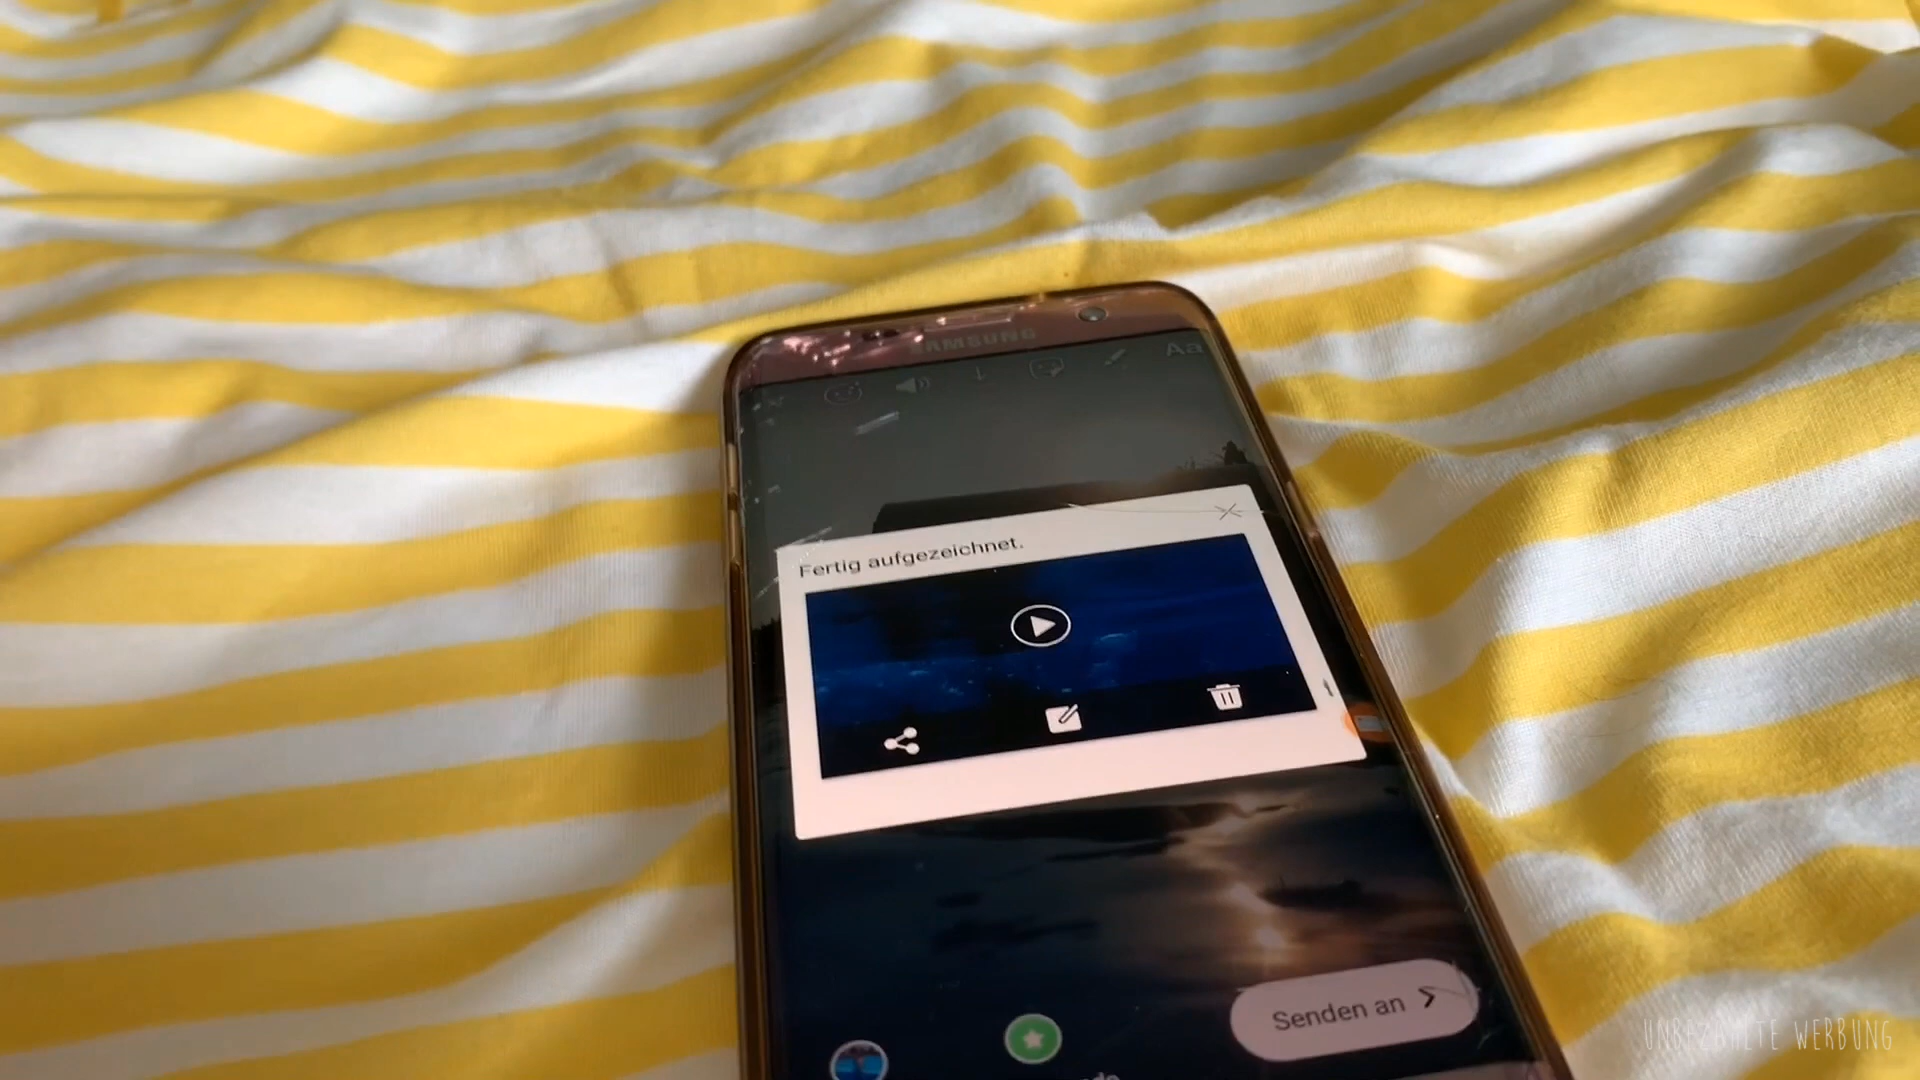 SAMSUNG
Aa
Fertig aufgezeichnet.
Senden an
UNBEZAHLTE WERBUNG